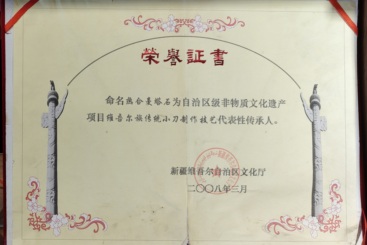 荣誉証書
命名热合曼塔石为自治区级非物质文化遗产
项目维吾尔族传统小刀制作技艺代表性传承人。
新疆维吾尔自治区文化厅
二〇〇八年三月